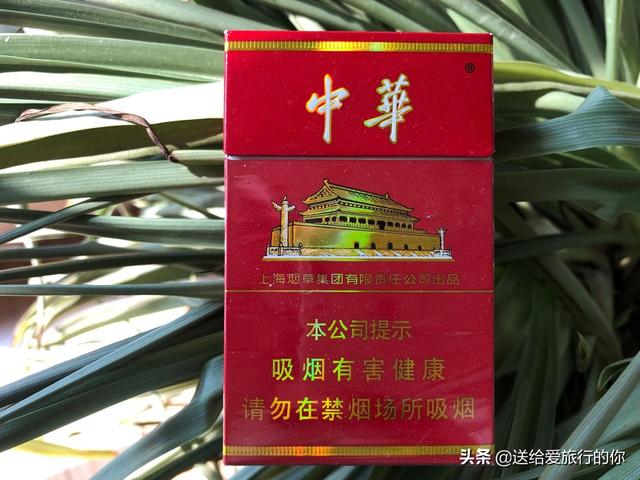 中華
®
上海烟草集团有限责任公司出品
本公司提示
吸烟有害健康
请勿在禁烟场所吸烟
头条 @送给爱旅行的你